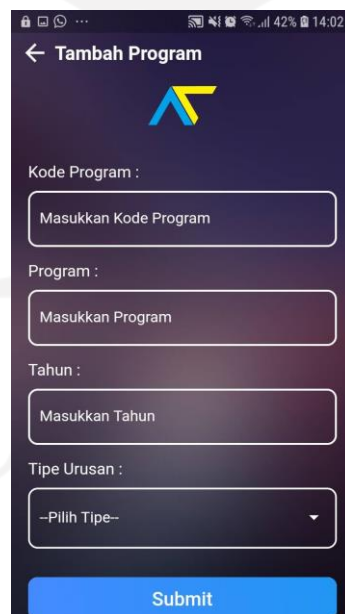 42% 14:02
Tambah Program
Kode Program :
Masukkan Kode Program
Program :
Masukkan Program
Tahun :
Masukkan Tahun
Tipe Urusan :
--Pilih Tipe--
Submit